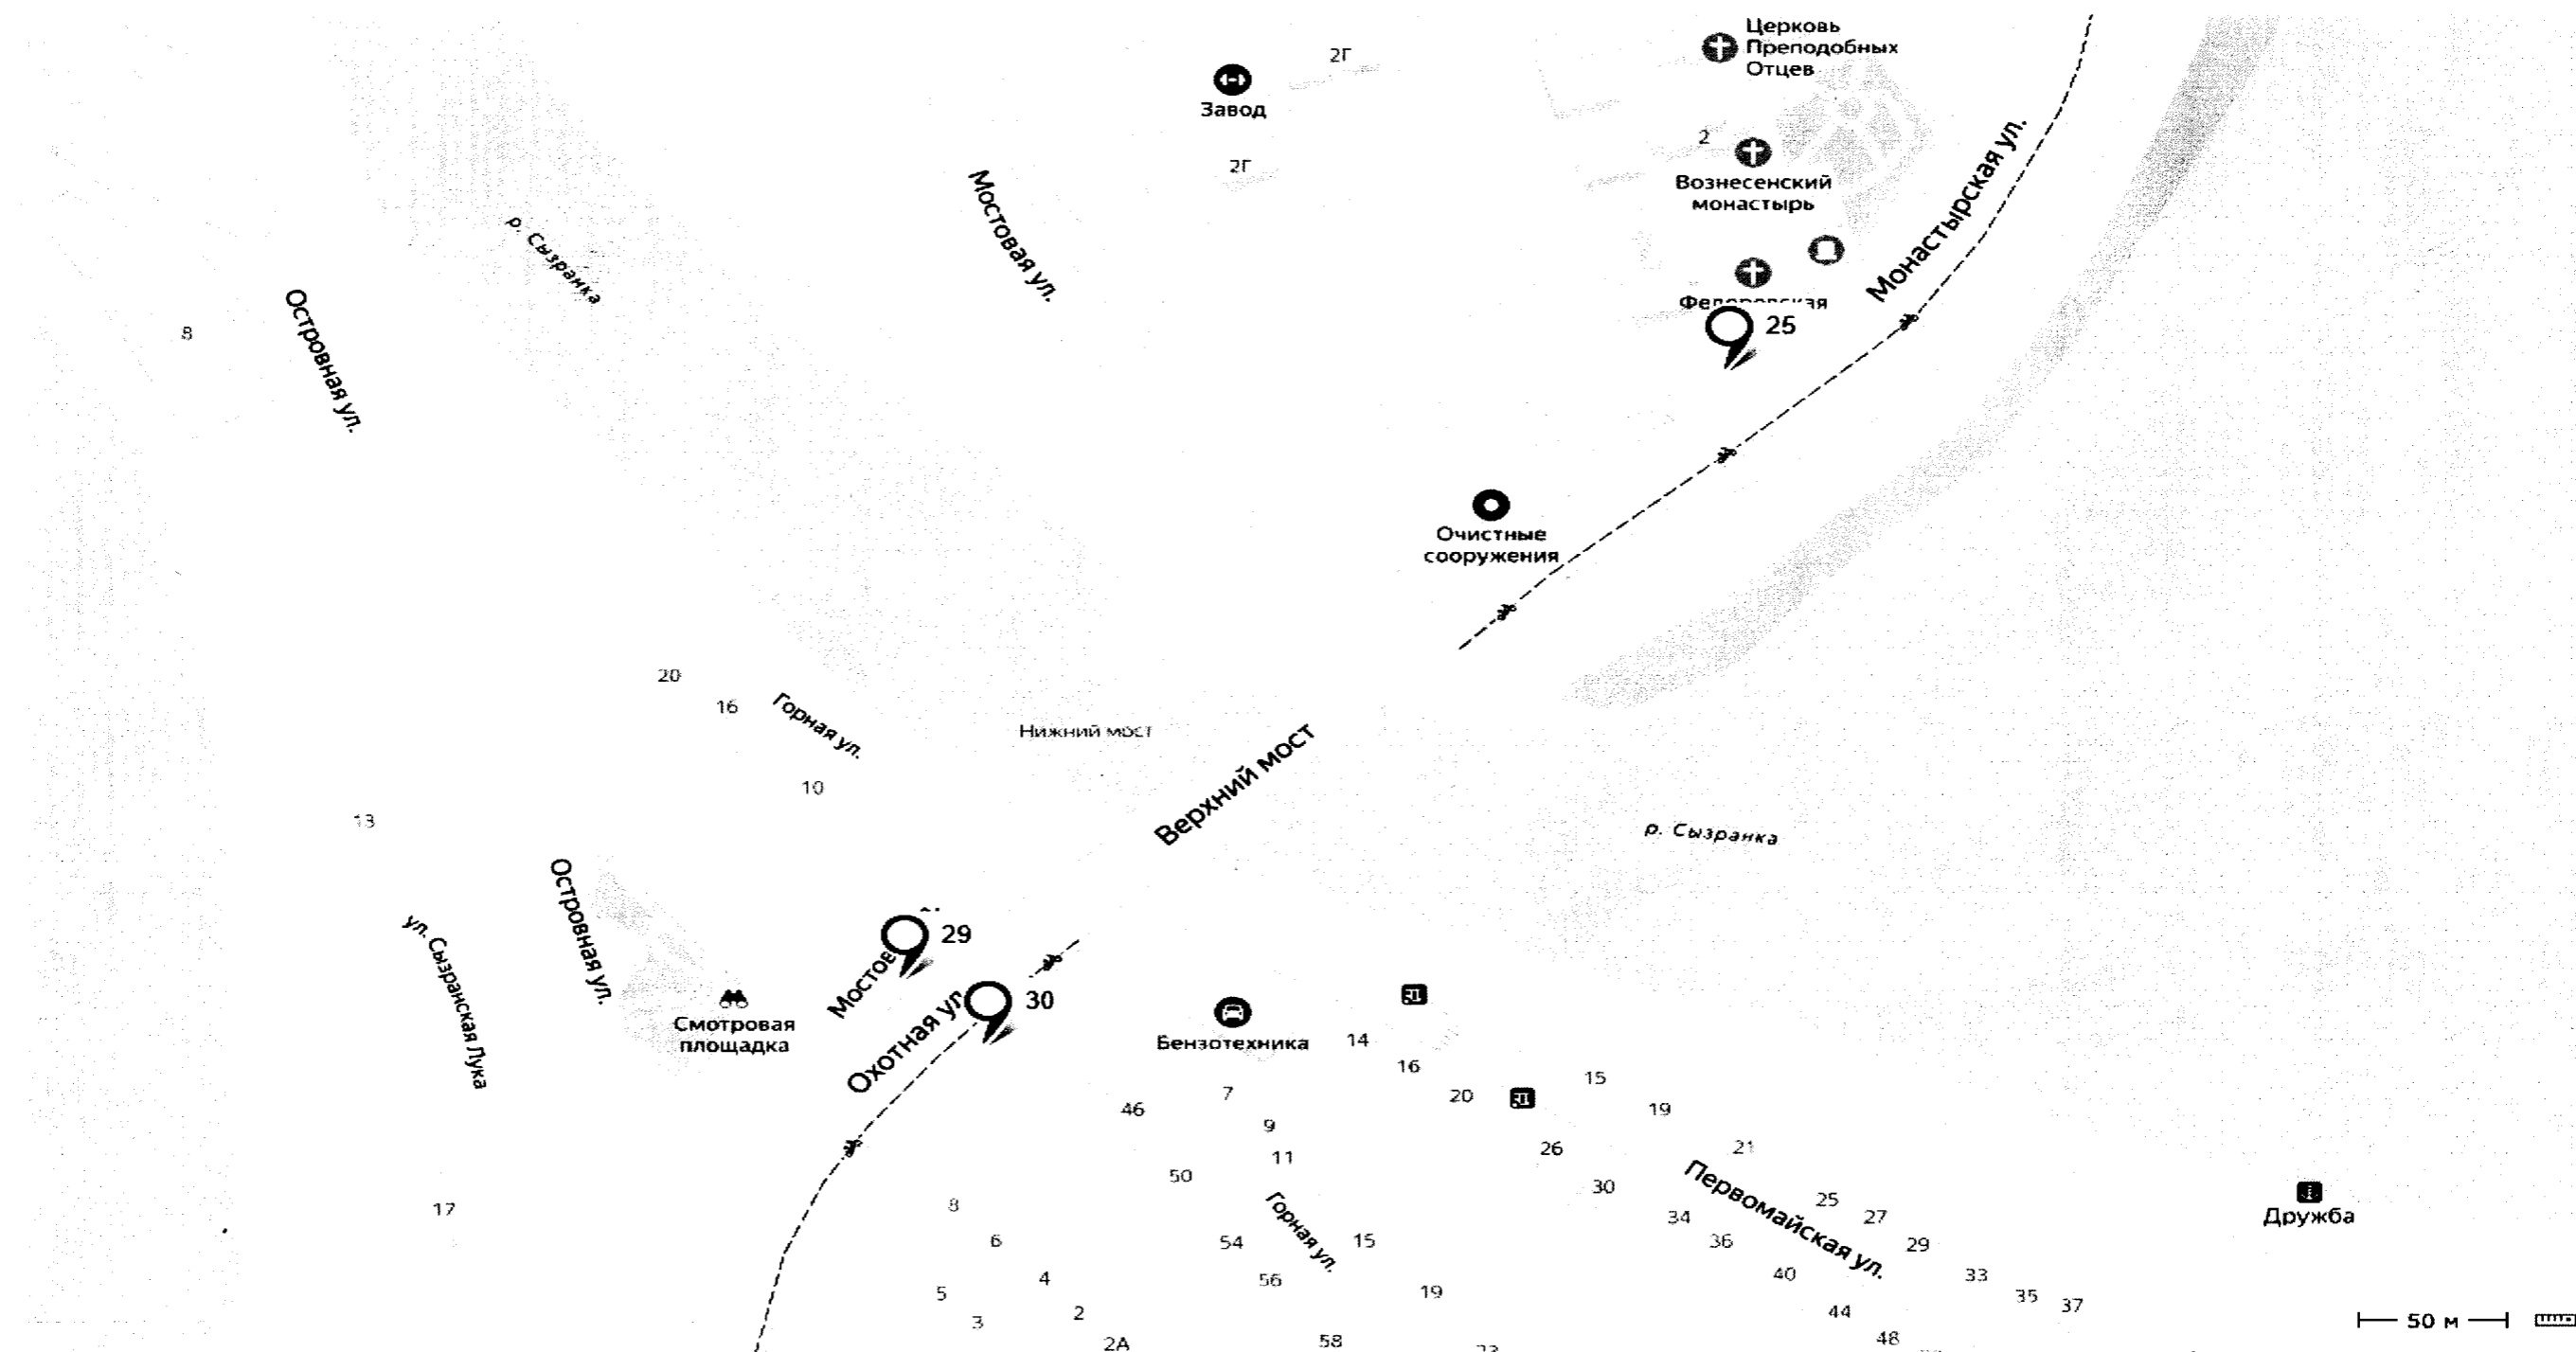 Церковь
Преподобных
Отцев
2Г
Завод
2Г
2
Вознесенский
монастырь
Монастырская ул.
Мостовая ул.
р. Сызранка
Островная ул.
8
25
Очистные
сооружения
20
16
Горная ул.
Нижний мост
10
Верхний мост
13
р. Сызранка
Островная ул.
ул. Сызранская Лука
29
30
Охотная ул
Смотровая
площадка
Бензотехника
14
16
20
15
19
21
7
46
9
11
50
26
30
Первомайская ул.
25
27
29
33
35
37
34
36
40
44
48
Дружба
17
8
6
4
2
2А
5
3
54
56
58
Горная ул.
15
19
50 м